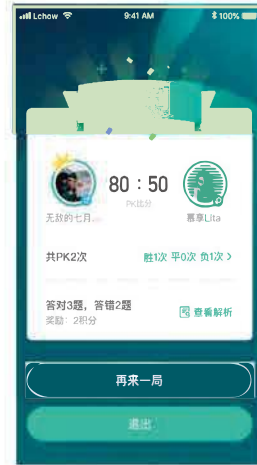 Lchow 9:41 AM 100%
80 : 50
PK比分
无敌的七月. 慕享Lita
共PK2次 胜1次 平0次 负1次 >
答对3题，答错2题
奖励：2积分 查看解析
再来一局
退出